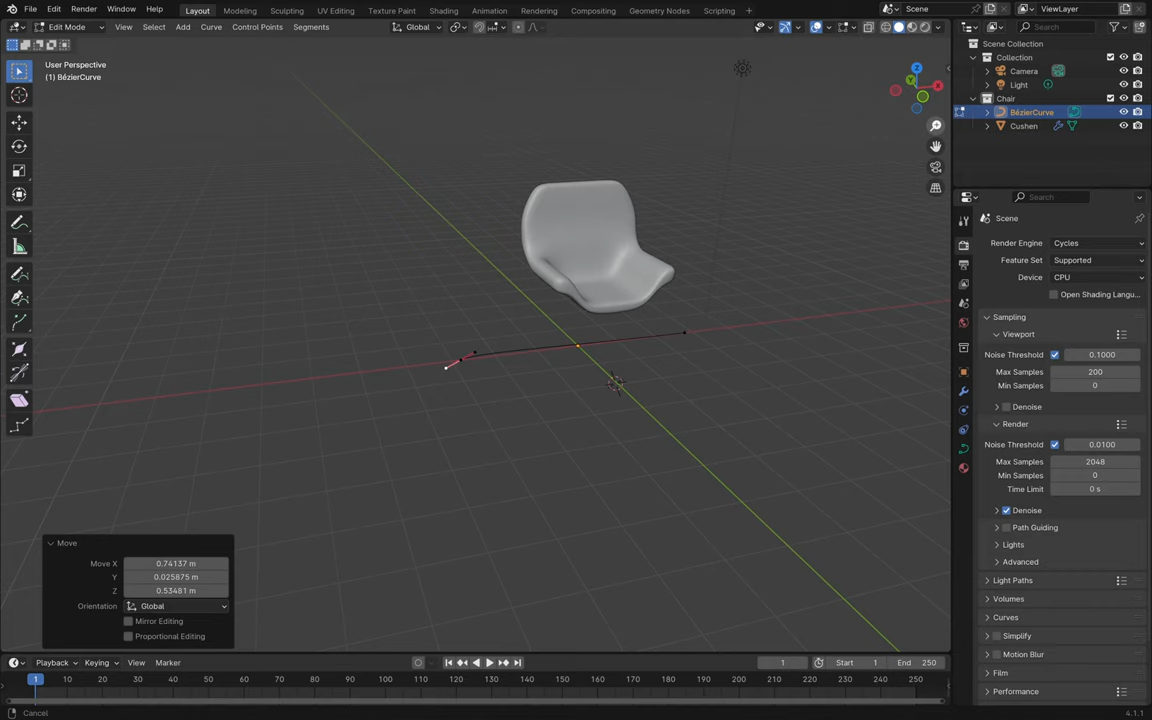 File Edit Render Window Help Layout Modeling Sculpting UV Editing Texture Paint Shading Animation Rendering Compositing Geometry Nodes Scripting Scene ViewLayer
Edit Mode View Select Add Curve Control Points Segments Global Search
User Perspective
(1) BézierCurve
Scene Collection
Collection
Camera
Light
Chair
BézierCurve
Cushen
Search
Scene
Render Engine Cycles
Feature Set Supported
Device CPU
Open Shading Langu...
Sampling
Viewport
Noise Threshold 0.1000
Max Samples 200
Min Samples 0
Denoise
Render
Noise Threshold 0.0100
Max Samples 2048
Min Samples 0
Time Limit 0 s
Denoise
Path Guiding
Lights
Advanced
Light Paths
Volumes
Curves
Simplify
Motion Blur
Film
Performance
Move
Move X 0.74137 m
Y 0.025875 m
Z 0.53481 m
Orientation Global
Mirror Editing
Proportional Editing
Playback Keying View Marker 1 Start 1 End 250
1 10 20 30 40 50 60 70 80 90 100 110 120 130 140 150 160 170 180 190 200 210 220 230 240 250
Cancel 4.1.1